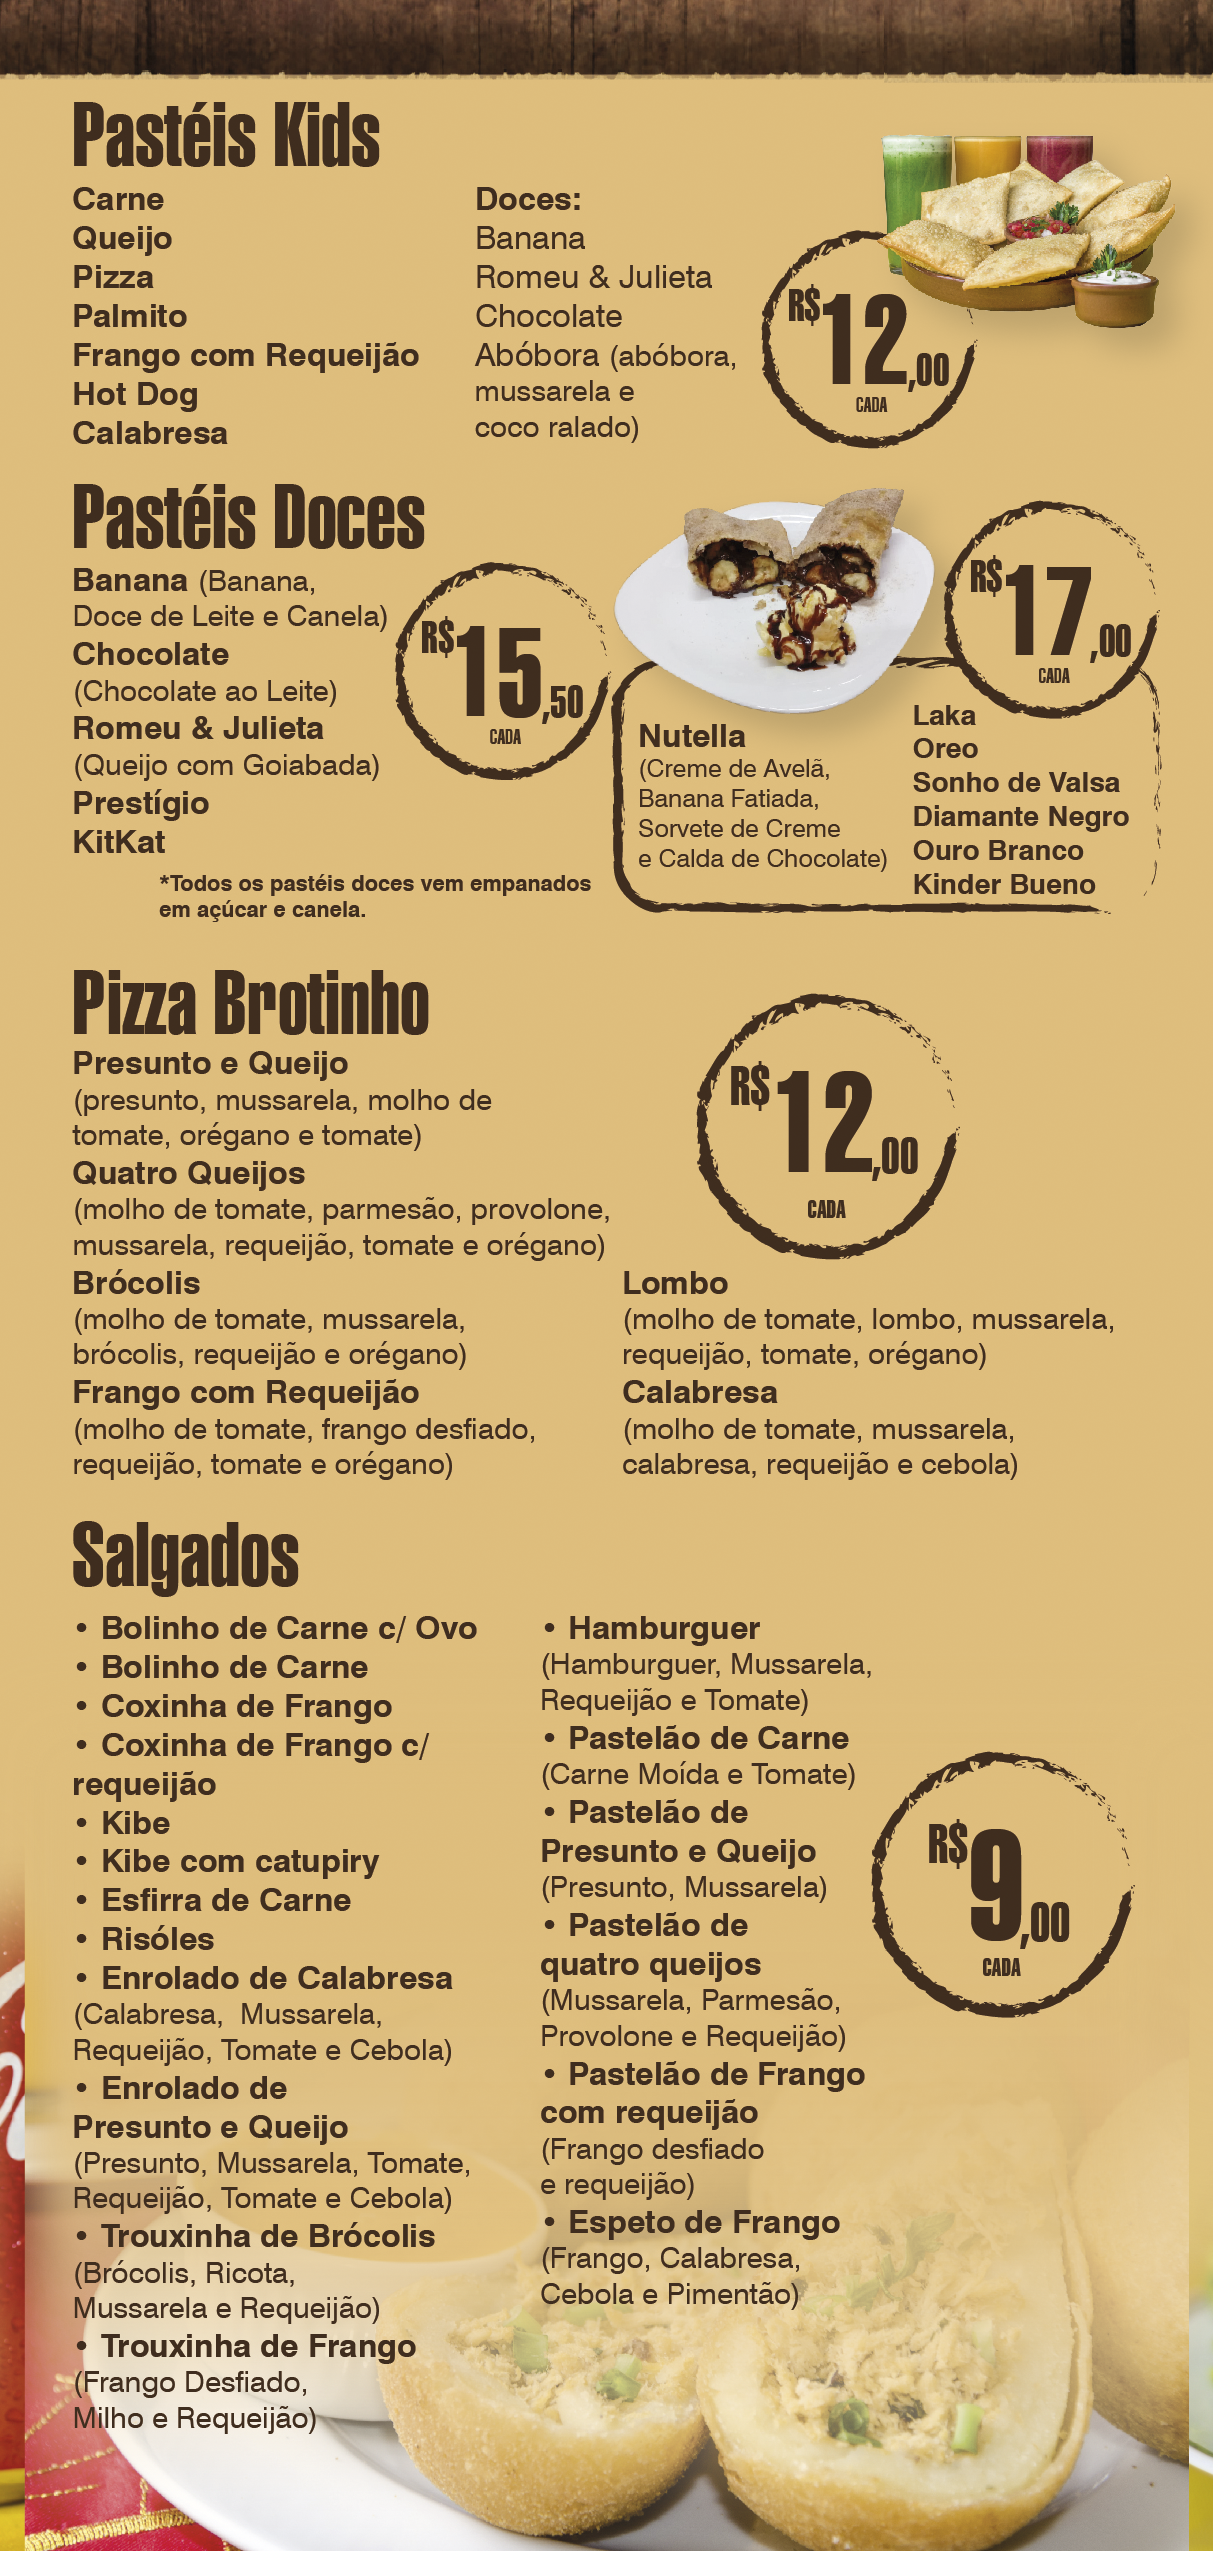 Pastéis Kids
Carne
Queijo
Pizza
Palmito
Frango com Requeijão
Hot Dog
Calabresa
Doces:
Banana
Romeu & Julieta
Chocolate
Abóbora (abóbora,
mussarela e
coco ralado)
R$12,00
CADA
Pastéis Doces
Banana (Banana,
Doce de Leite e Canela)
Chocolate
(Chocolate ao Leite)
Romeu & Julieta
(Queijo com Goiabada)
Prestígio
KitKat
R$15,50
CADA
*Todos os pastéis doces vem empanados
em açúcar e canela.
R$17,00
CADA
Nutella
(Creme de Avelã,
Banana Fatiada,
Sorvete de Creme
e Calda de Chocolate)
Laka
Oreo
Sonho de Valsa
Diamante Negro
Ouro Branco
Kinder Bueno
Pizza Brotinho
Presunto e Queijo
(presunto, mussarela, molho de
tomate, orégano e tomate)
Quatro Queijos
(molho de tomate, parmesão, provolone,
mussarela, requeijão, tomate e orégano)
Brócolis
(molho de tomate, mussarela,
brócolis, requeijão e orégano)
Frango com Requeijão
(molho de tomate, frango desfiado,
requeijão, tomate e orégano)
R$12,00
CADA
Lombo
(molho de tomate, lombo, mussarela,
requeijão, tomate, orégano)
Calabresa
(molho de tomate, mussarela,
calabresa, requeijão e cebola)
Salgados
• Bolinho de Carne c/ Ovo
• Bolinho de Carne
• Coxinha de Frango
• Coxinha de Frango c/
requeijão
• Kibe
• Kibe com catupiry
• Esfirra de Carne
• Risóles
• Enrolado de Calabresa
(Calabresa, Mussarela,
Requeijão, Tomate e Cebola)
• Enrolado de
Presunto e Queijo
(Presunto, Mussarela, Tomate,
Requeijão, Tomate e Cebola)
• Trouxinha de Brócolis
(Brócolis, Ricota,
Mussarela e Requeijão)
• Trouxinha de Frango
(Frango Desfiado,
Milho e Requeijão)
• Hamburguer
(Hamburguer, Mussarela,
Requeijão e Tomate)
• Pastelão de Carne
(Carne Moída e Tomate)
• Pastelão de
Presunto e Queijo
(Presunto, Mussarela)
• Pastelão de
quatro queijos
(Mussarela, Parmesão,
Provolone e Requeijão)
• Pastelão de Frango
com requeijão
(Frango desfiado
e requeijão)
• Espeto de Frango
(Frango, Calabresa,
Cebola e Pimentão)
R$9,00
CADA